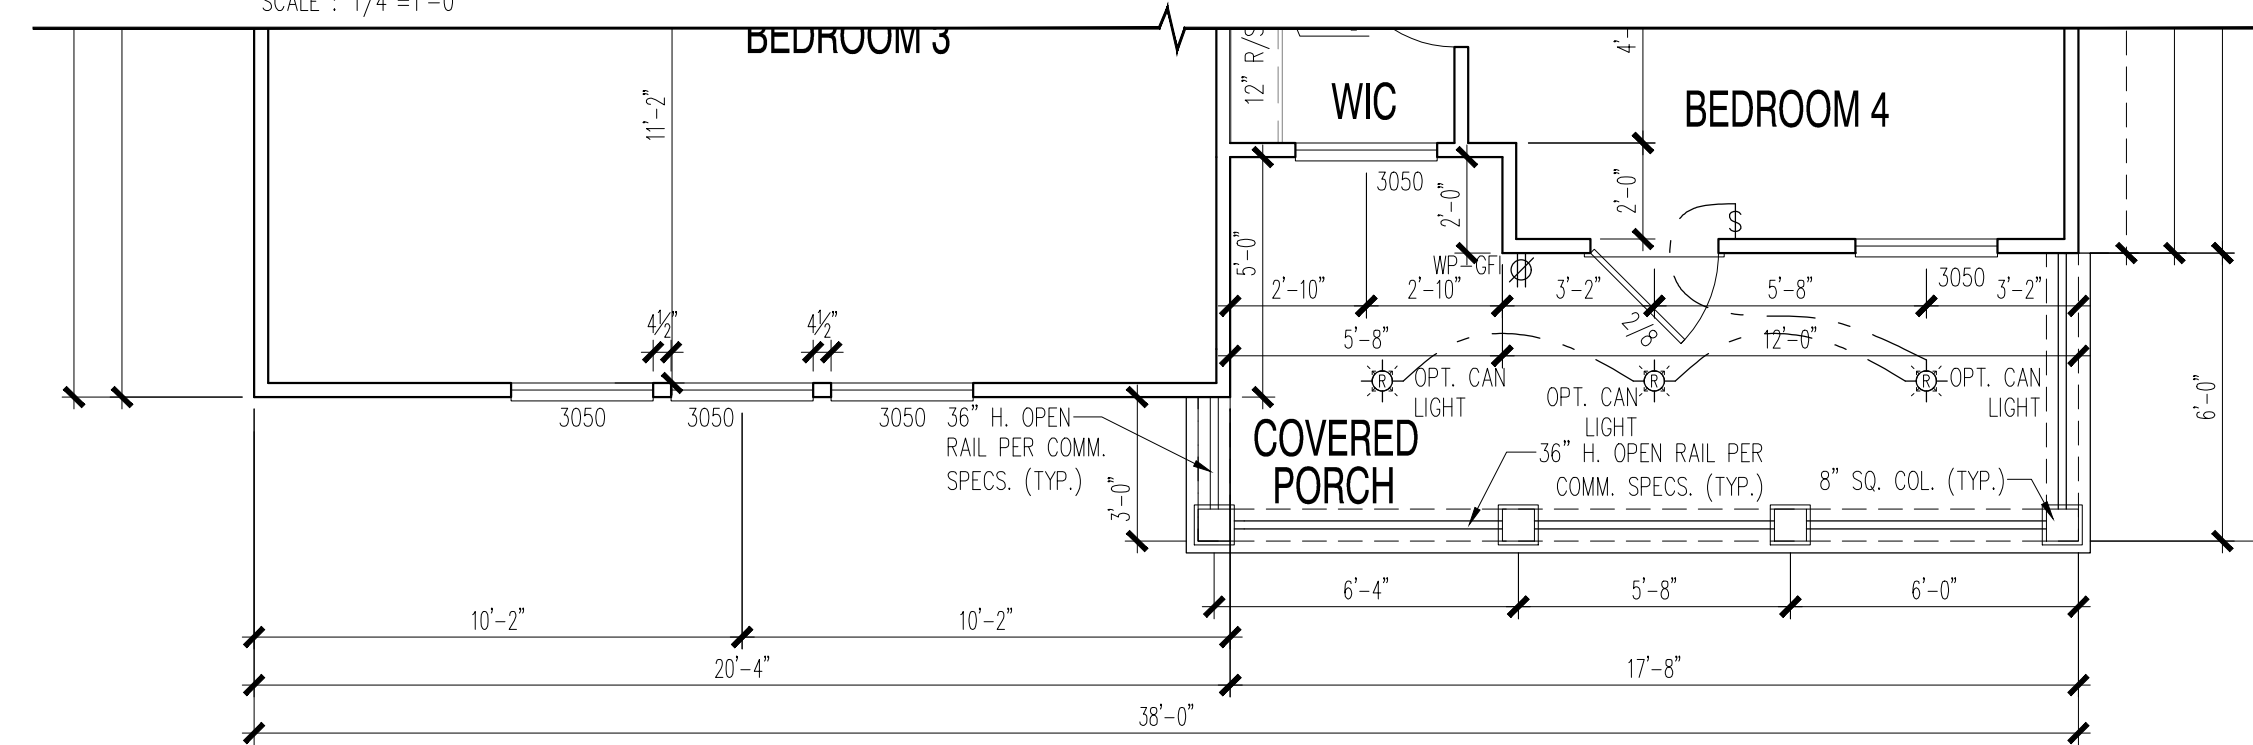 SCALE : 1/4"=1'-0"
BEDROOM 3
12" R/S
WIC
4'-
BEDROOM 4
11'-2"
3050
2'-0"
2'-0"
S
5'-0"
WP-GFI
3050
2'-10"
2'-10"
3'-2"
5'-8"
3'-2"
4½"
4½"
2/8
5'-8"
12'-0"
R
OPT. CAN
LIGHT
R
OPT. CAN
LIGHT
R
OPT. CAN
LIGHT
6'-0"
3050
3050
3050
36" H. OPEN
RAIL PER COMM.
SPECS. (TYP.)
COVERED
PORCH
36" H. OPEN RAIL PER
COMM. SPECS. (TYP.)
8" SQ. COL. (TYP.)
3'-0"
6'-4"
5'-8"
6'-0"
10'-2"
10'-2"
20'-4"
17'-8"
38'-0"